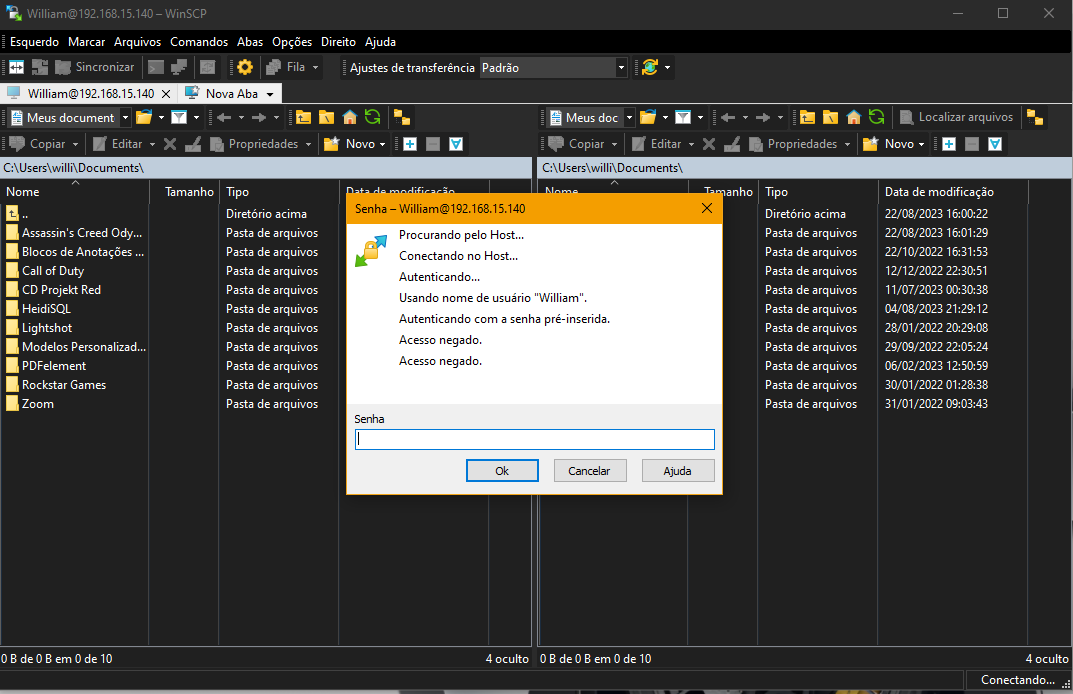 William@192.168.15.140 – WinSCP
Esquerdo Marcar Arquivos Comandos Abas Opções Direito Ajuda
Sincronizar Fila Ajustes de transferência Padrão
William@192.168.15.140 Nova Aba
Meus document
Copiar Editar Propriedades Novo
C:\Users\willi\Documents\
Nome Tamanho Tipo Data de modificação
.. Diretório acima
Assassin's Creed Ody... Pasta de arquivos
Blocos de Anotações ... Pasta de arquivos
Call of Duty Pasta de arquivos
CD Projekt Red Pasta de arquivos
HeidiSQL Pasta de arquivos
Lightshot Pasta de arquivos
Modelos Personalizad... Pasta de arquivos
PDFelement Pasta de arquivos
Rockstar Games Pasta de arquivos
Zoom Pasta de arquivos
0 B de 0 B em 0 de 10 4 oculto
Senha – William@192.168.15.140
Procurando pelo Host...
Conectando no Host...
Autenticando...
Usando nome de usuário "William".
Autenticando com a senha pré-inserida.
Acesso negado.
Acesso negado.
Senha
Ok Cancelar Ajuda
Meus doc Localizar arquivos
Copiar Editar Propriedades Novo
C:\Users\willi\Documents\
Nome Tamanho Tipo Data de modificação
Diretório acima 22/08/2023 16:00:22
Pasta de arquivos 22/08/2023 16:01:29
Pasta de arquivos 22/10/2022 16:31:53
Pasta de arquivos 12/12/2022 22:30:51
Pasta de arquivos 11/07/2023 00:30:38
Pasta de arquivos 04/08/2023 21:29:12
Pasta de arquivos 28/01/2022 20:29:08
Pasta de arquivos 29/09/2022 22:05:24
Pasta de arquivos 06/02/2023 12:50:59
Pasta de arquivos 30/01/2022 01:28:38
Pasta de arquivos 31/01/2022 09:03:43
0 B de 0 B em 0 de 10 4 oculto
Conectando...